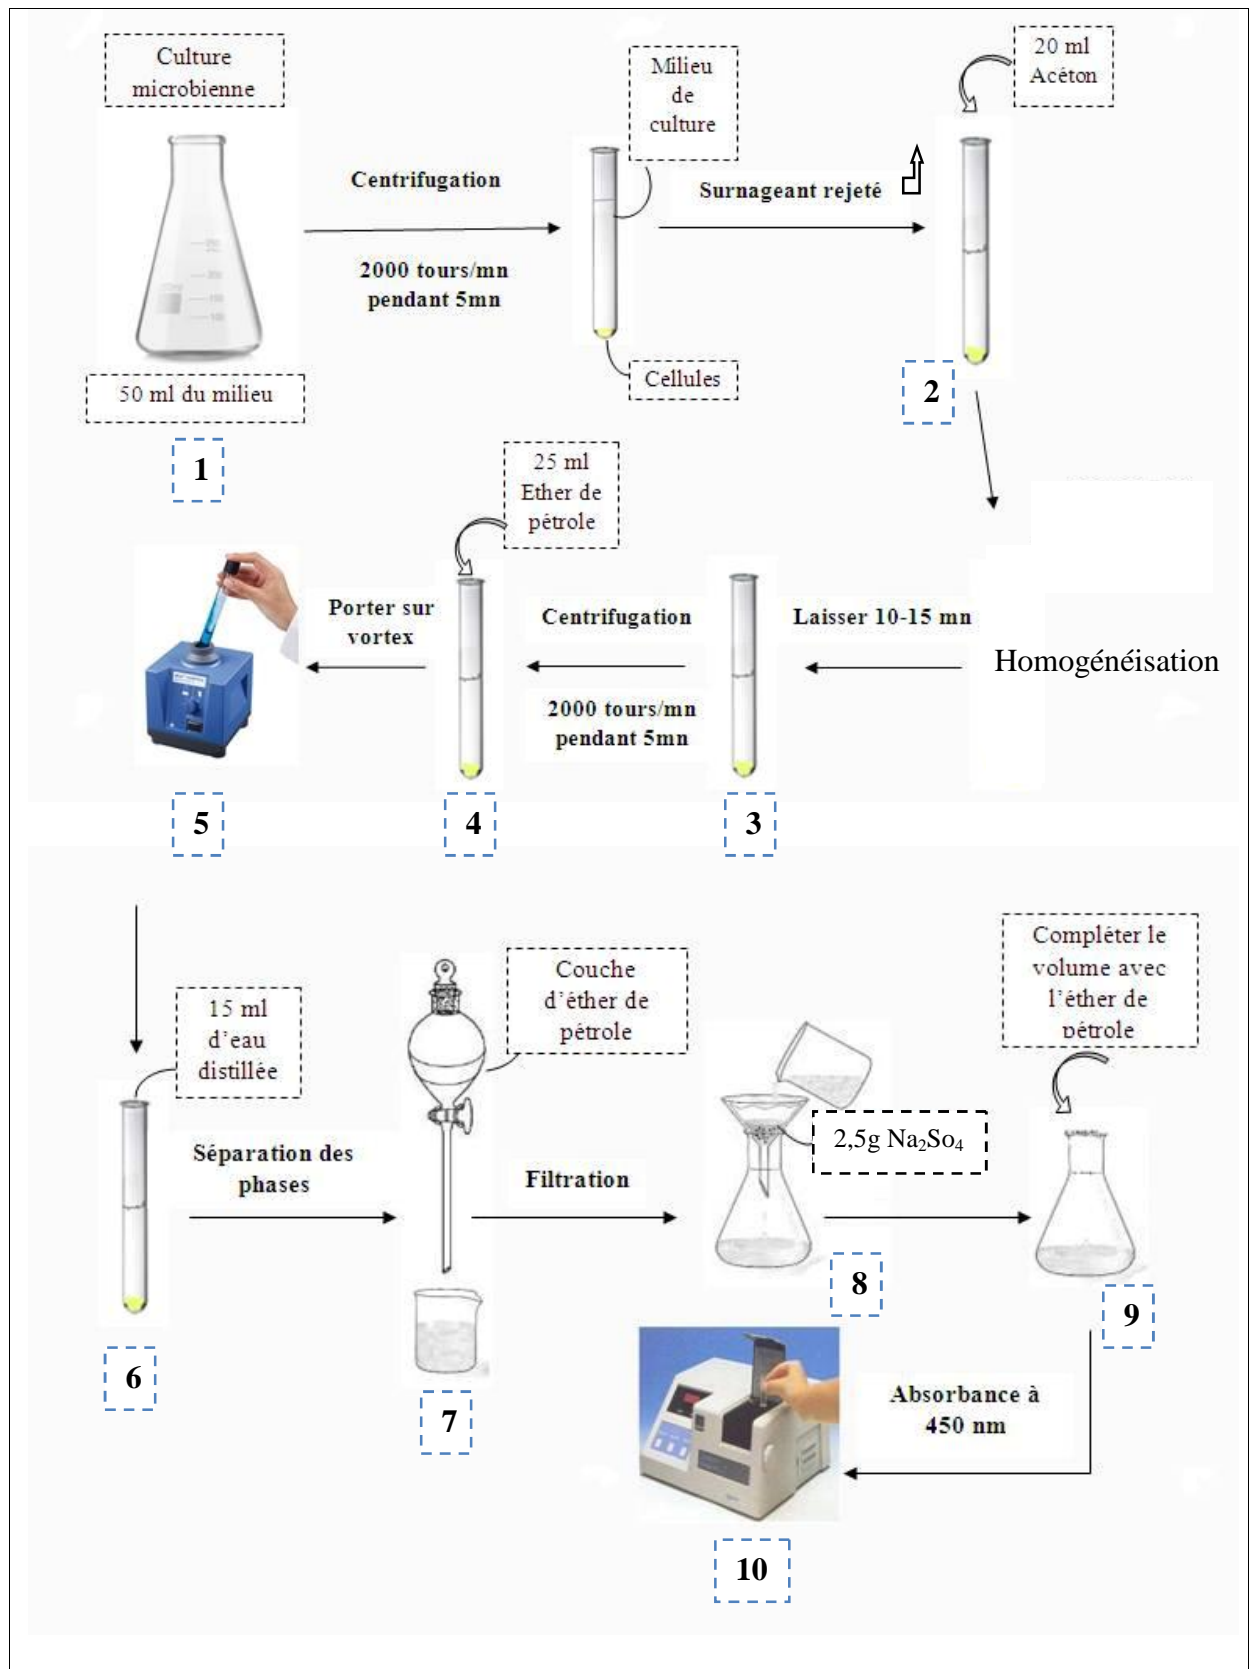 Culture
microbienne
50 ml du milieu
1
Centrifugation
2000 tours/mn
pendant 5mn
Milieu
de
culture
Cellules
Surnageant rejeté
20 ml
Acéton
2
Homogénéisation
Laisser 10-15 mn
3
Centrifugation
2000 tours/mn
pendant 5mn
25 ml
Ether de
pétrole
4
Porter sur
vortex
5
15 ml
d'eau
distillée
6
Séparation des
phases
Couche
d'éther de
pétrole
7
Filtration
2,5g Na₂So₄
8
Compléter le
volume avec
l'éther de
pétrole
9
Absorbance à
450 nm
10